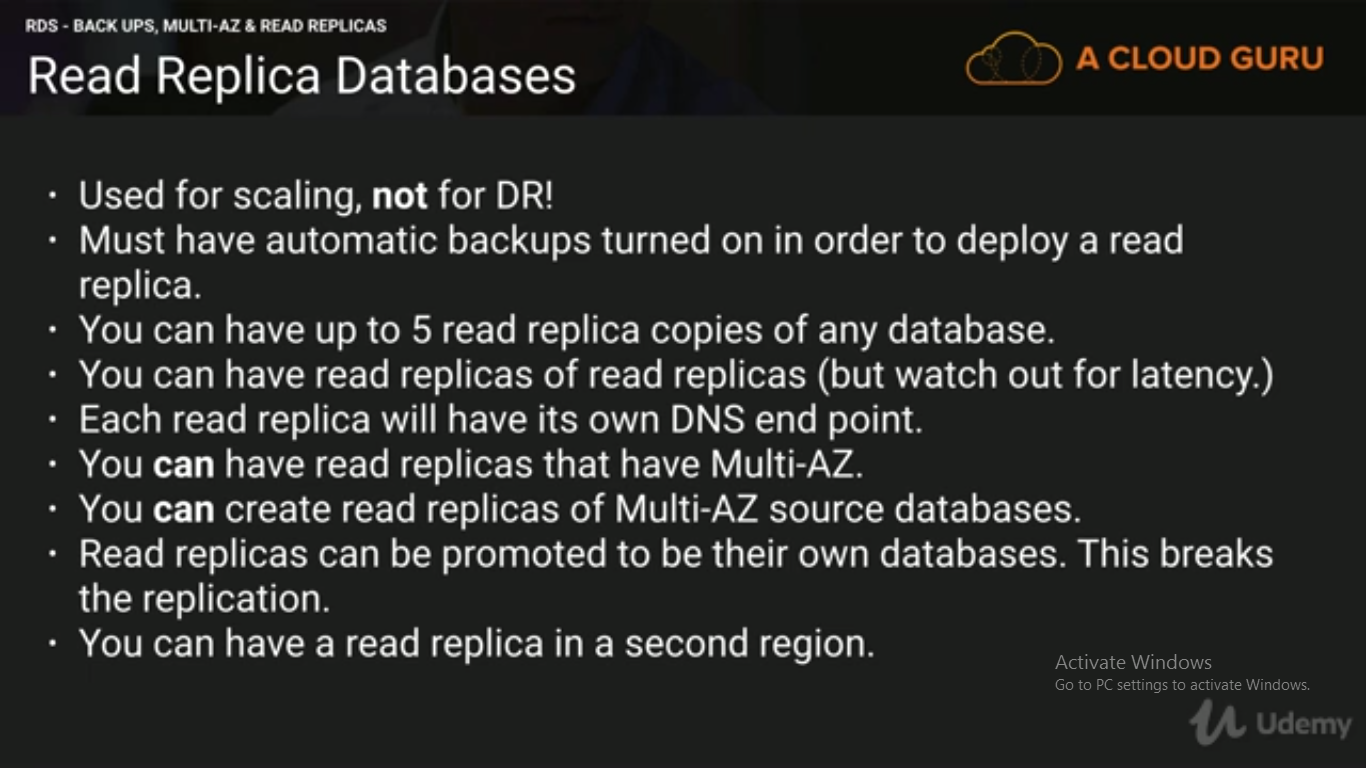 RDS - BACK UPS, MULTI-AZ & READ REPLICAS
Read Replica Databases
A CLOUD GURU
• Used for scaling, not for DR!
• Must have automatic backups turned on in order to deploy a read
replica.
• You can have up to 5 read replica copies of any database.
• You can have read replicas of read replicas (but watch out for latency.)
• Each read replica will have its own DNS end point.
• You can have read replicas that have Multi-AZ.
• You can create read replicas of Multi-AZ source databases.
• Read replicas can be promoted to be their own databases. This breaks
the replication.
• You can have a read replica in a second region.
Activate Windows
Go to PC settings to activate Windows.
Udemy